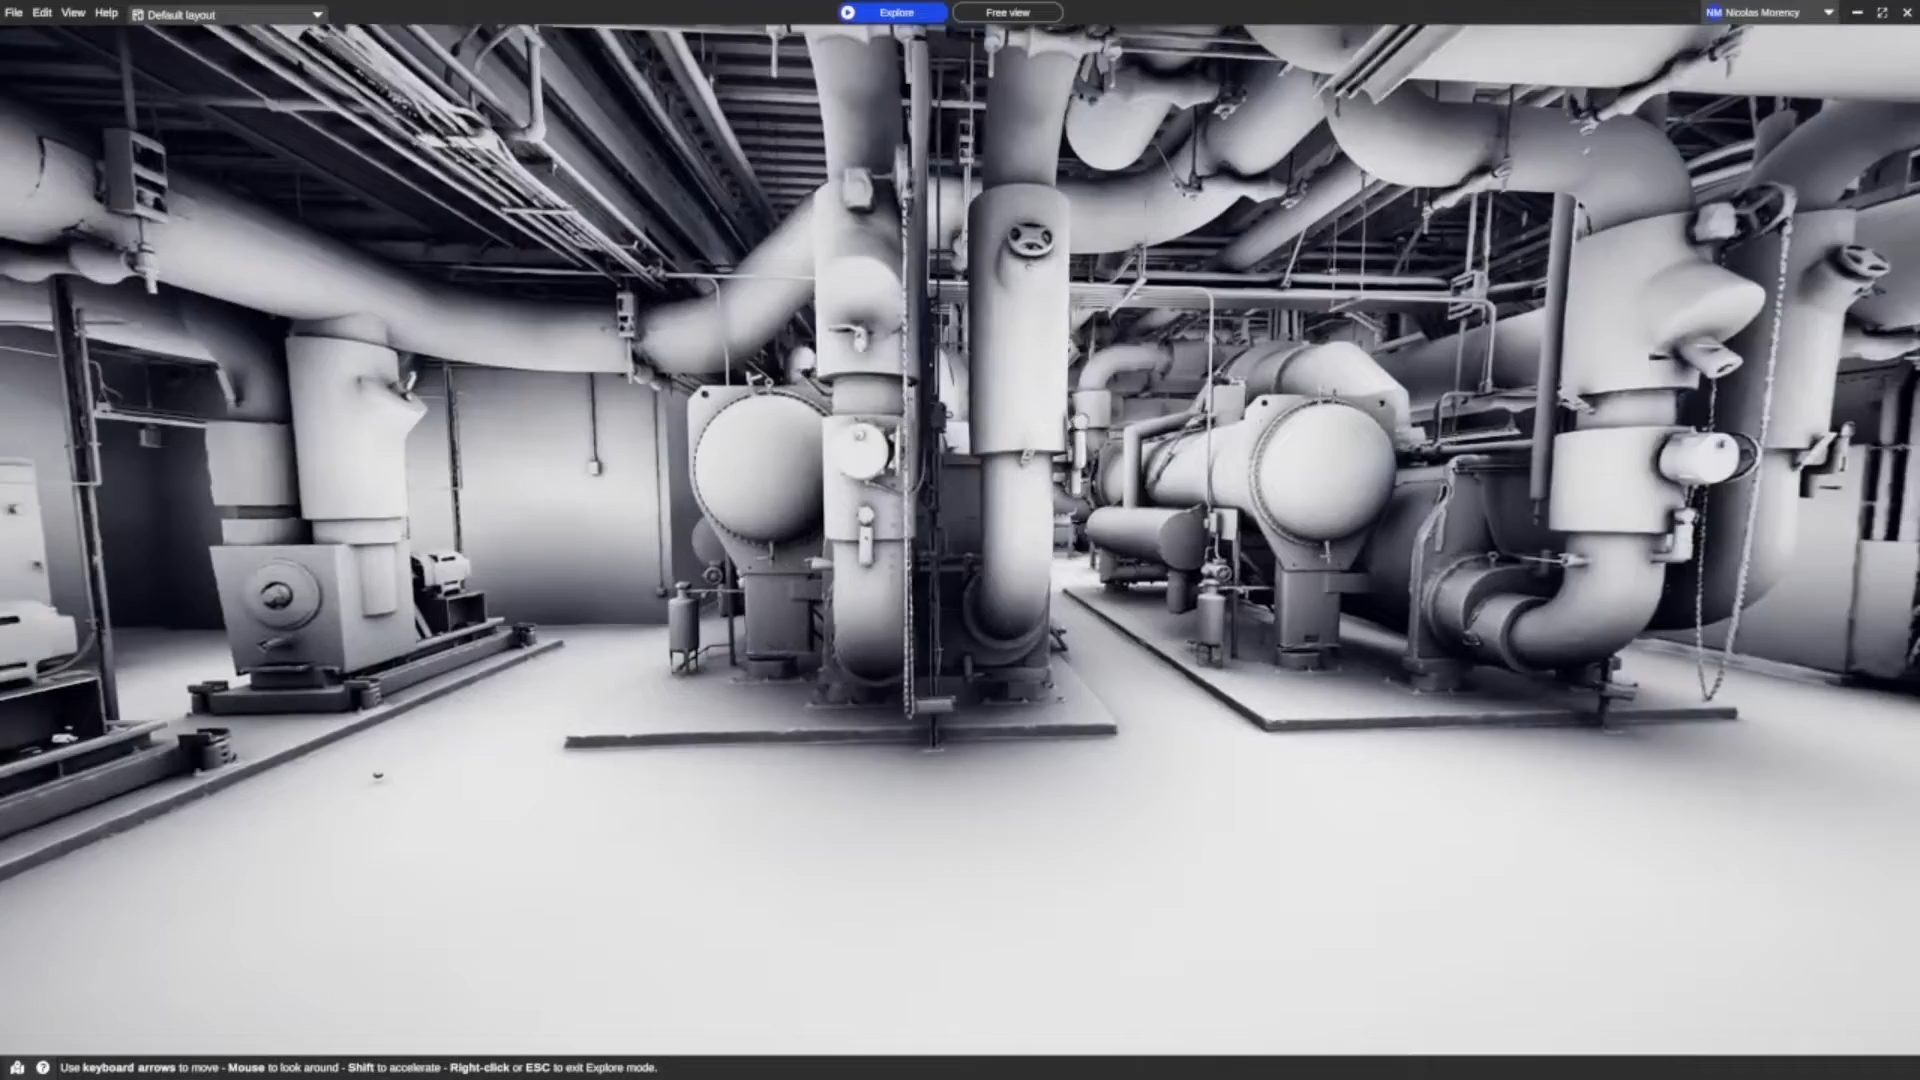 File Edit View Help Default layout Explore Free view NM Nicolas Morency
Use keyboard arrows to move - Mouse to look around - Shift to accelerate - Right-click or ESC to exit Explore mode.